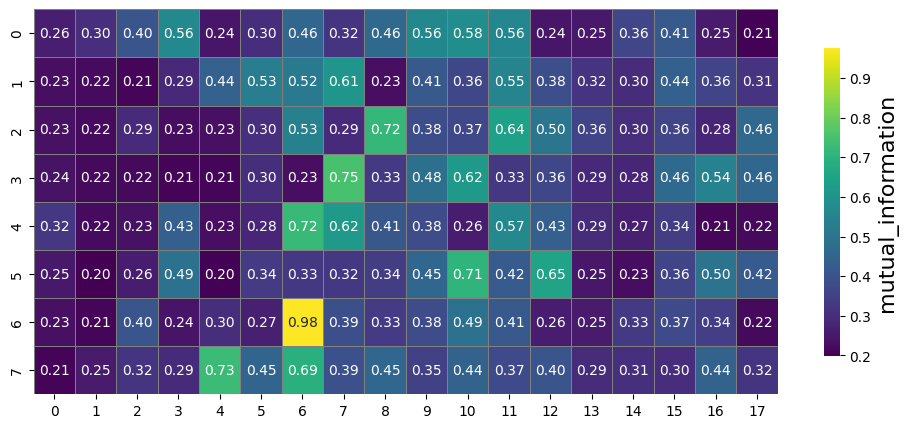 0 0.26 0.30 0.40 0.56 0.24 0.30 0.46 0.32 0.46 0.56 0.58 0.56 0.24 0.25 0.36 0.41 0.25 0.21
1 0.23 0.22 0.21 0.29 0.44 0.53 0.52 0.61 0.23 0.41 0.36 0.55 0.38 0.32 0.30 0.44 0.36 0.31
2 0.23 0.22 0.29 0.23 0.23 0.30 0.53 0.29 0.72 0.38 0.37 0.64 0.50 0.36 0.30 0.36 0.28 0.46
3 0.24 0.22 0.22 0.21 0.21 0.30 0.23 0.75 0.33 0.48 0.62 0.33 0.36 0.29 0.28 0.46 0.54 0.46
4 0.32 0.22 0.23 0.43 0.23 0.28 0.72 0.62 0.41 0.38 0.26 0.57 0.43 0.29 0.27 0.34 0.21 0.22
5 0.25 0.20 0.26 0.49 0.20 0.34 0.33 0.32 0.34 0.45 0.71 0.42 0.65 0.25 0.23 0.36 0.50 0.42
6 0.23 0.21 0.40 0.24 0.30 0.27 0.98 0.39 0.33 0.38 0.49 0.41 0.26 0.25 0.33 0.37 0.34 0.22
7 0.21 0.25 0.32 0.29 0.73 0.45 0.69 0.39 0.45 0.35 0.44 0.37 0.40 0.29 0.31 0.30 0.44 0.32
0 1 2 3 4 5 6 7 8 9 10 11 12 13 14 15 16 17
0.9
0.8
0.7
0.6
0.5
0.4
0.3
0.2
mutual_information